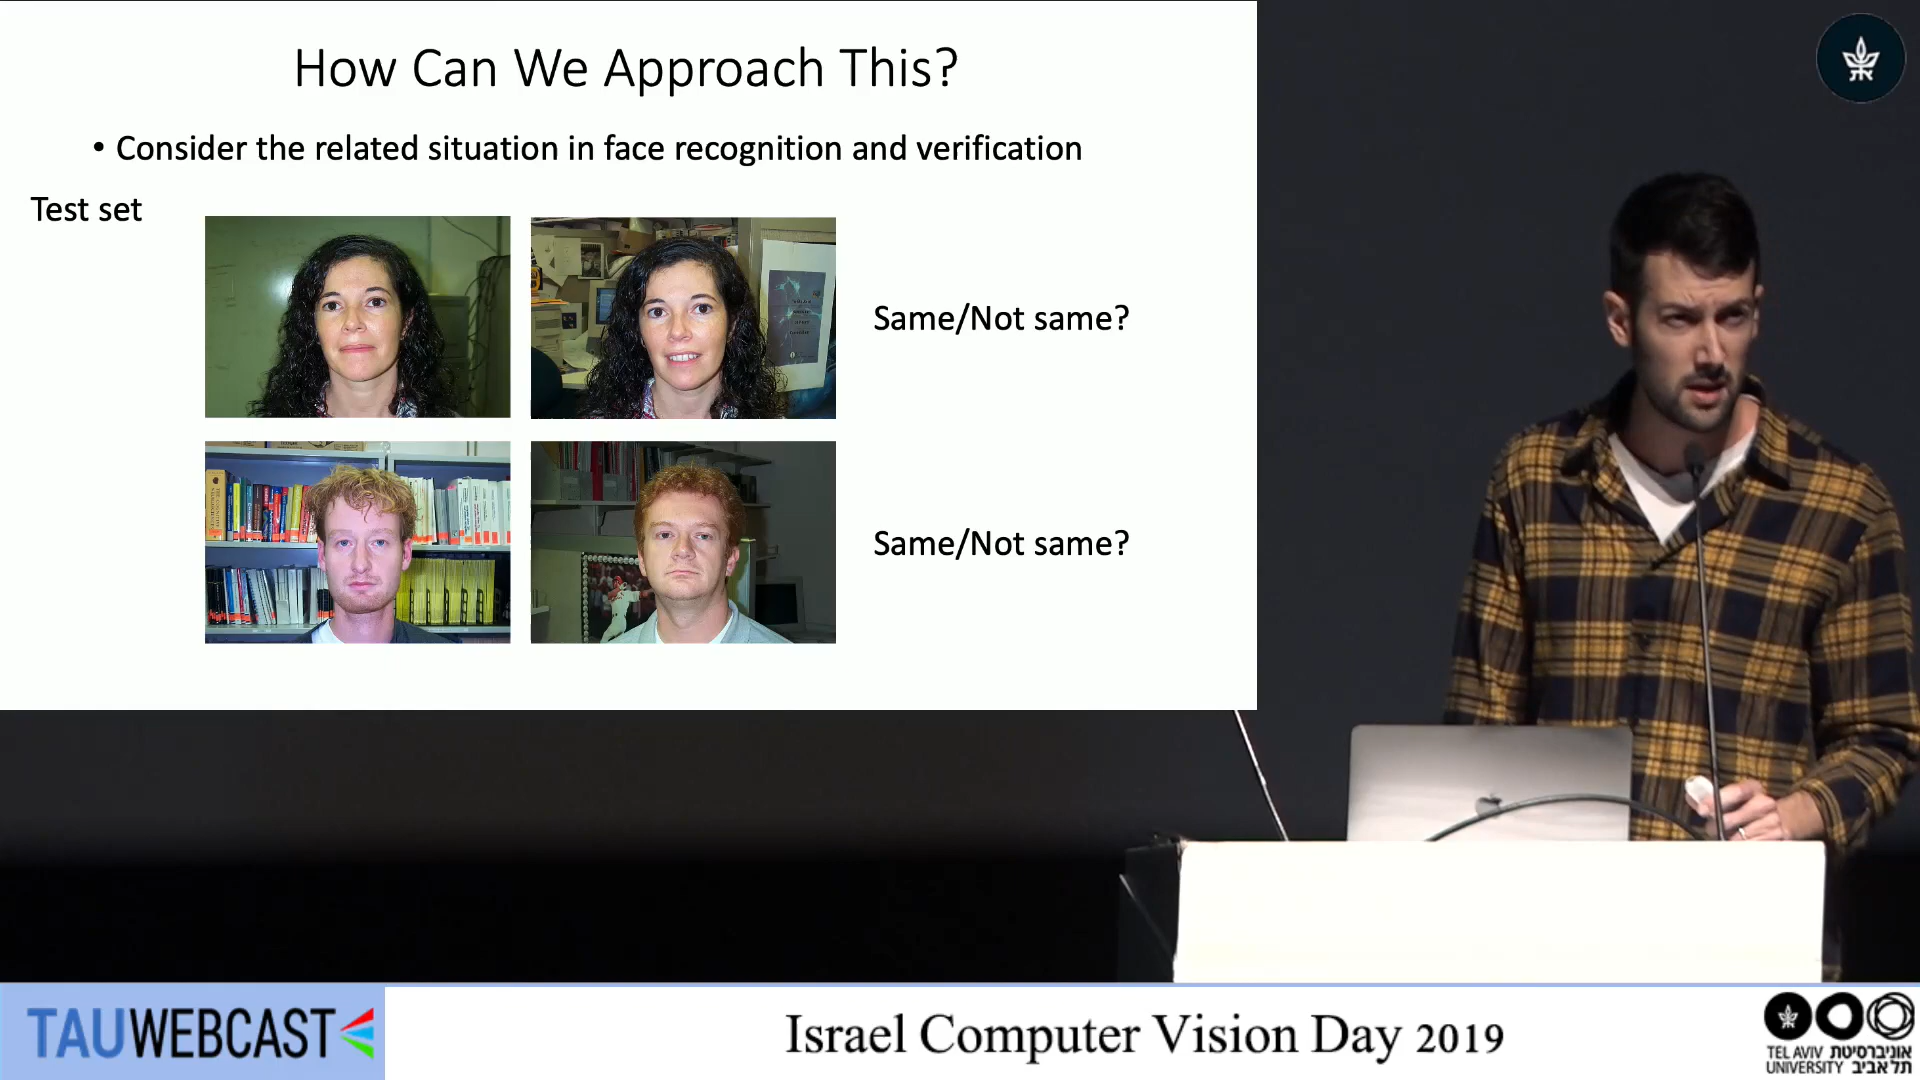 How Can We Approach This?
• Consider the related situation in face recognition and verification
Test set
Same/Not same?
Same/Not same?
TAUWEBCAST
Israel Computer Vision Day 2019
TEL AVIV אוניברסיטת
UNIVERSITY תל אביב